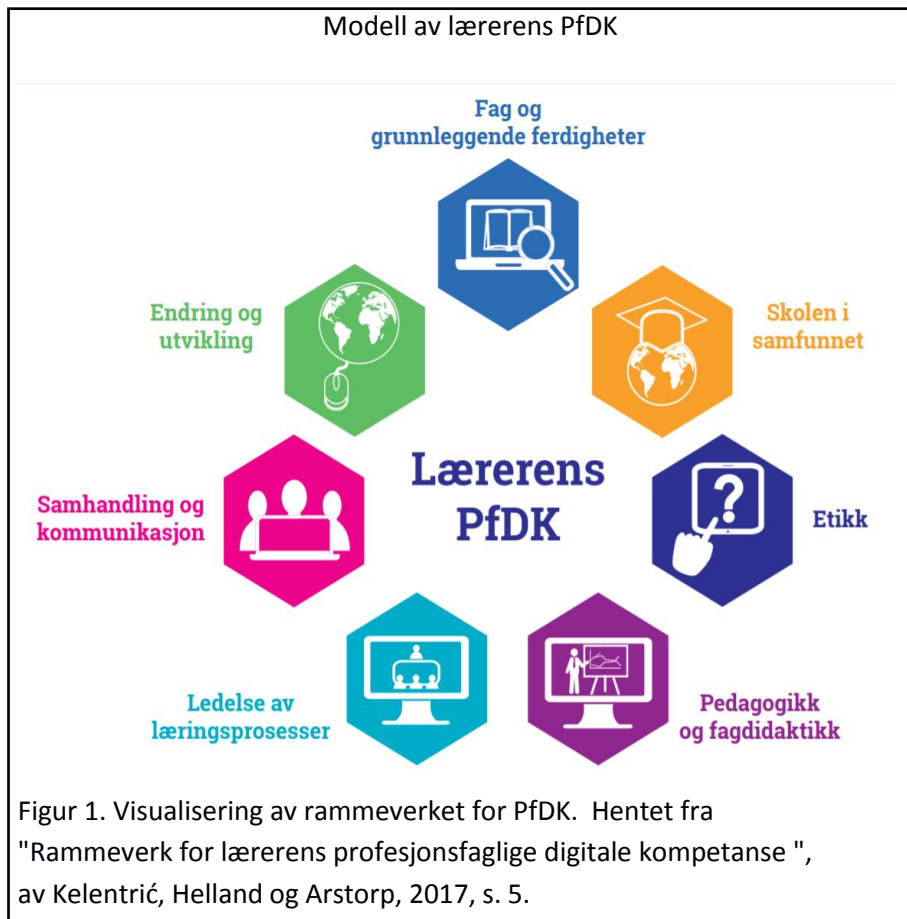 Modell av lærerens PfDK
Fag og
grunnleggende ferdigheter
Endring og
utvikling
Skolen i
samfunnet
Lærerens
PfDK
Samhandling og
kommunikasjon
?
Etikk
Ledelse av
læringsprosesser
Pedagogikk
og fagdidaktikk
Figur 1. Visualisering av rammeverket for PfDK.  Hentet fra
"Rammeverk for lærerens profesjonsfaglige digitale kompetanse ",
av Kelentrić, Helland og Arstorp, 2017, s. 5.